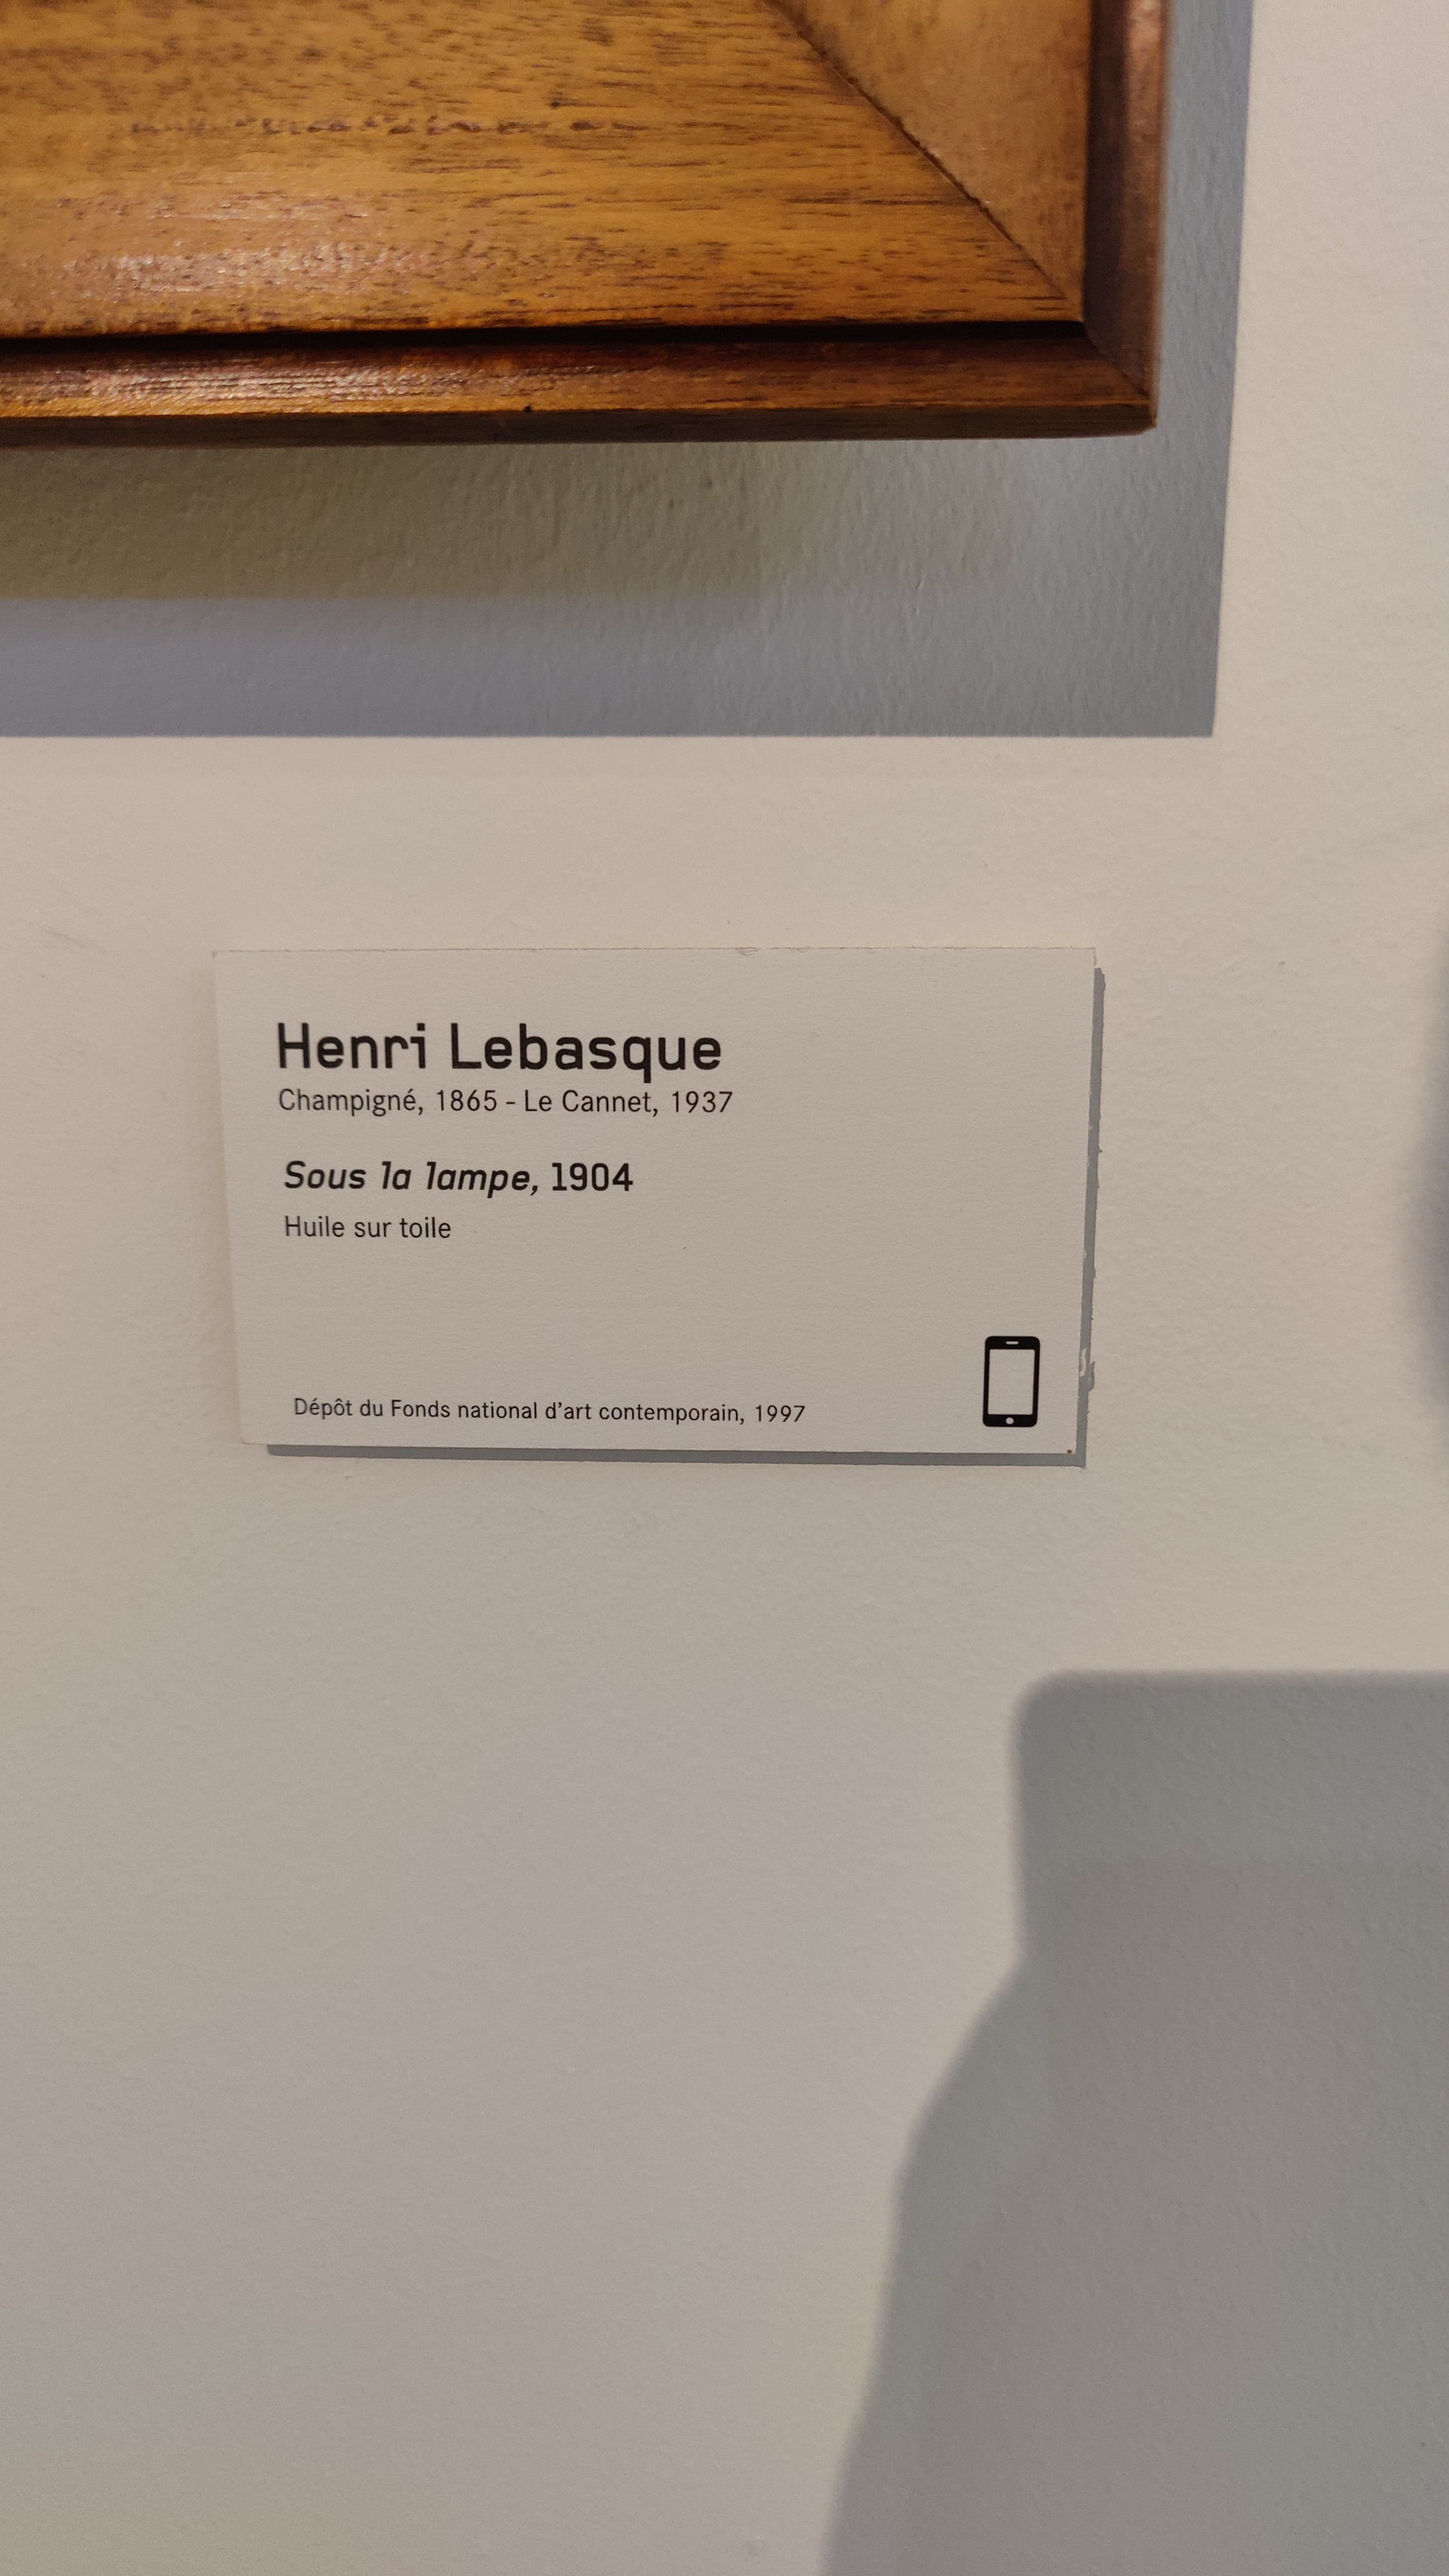 Henri Lebasque
Champigné, 1865 - Le Cannet, 1937
Sous la lampe, 1904
Huile sur toile
Dépôt du Fonds national d'art contemporain, 1997